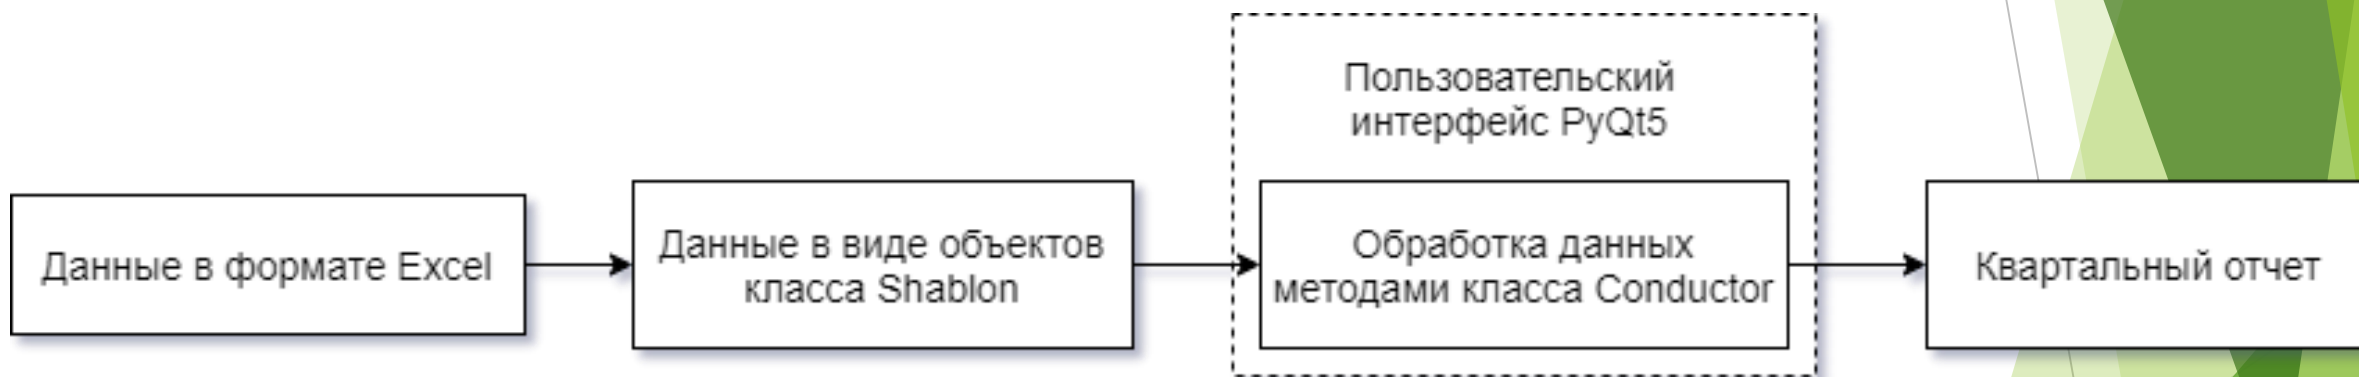 Данные в формате Excel
Данные в виде объектов
класса Shablon
Пользовательский
интерфейс PyQt5
Обработка данных
методами класса Conductor
Квартальный отчет